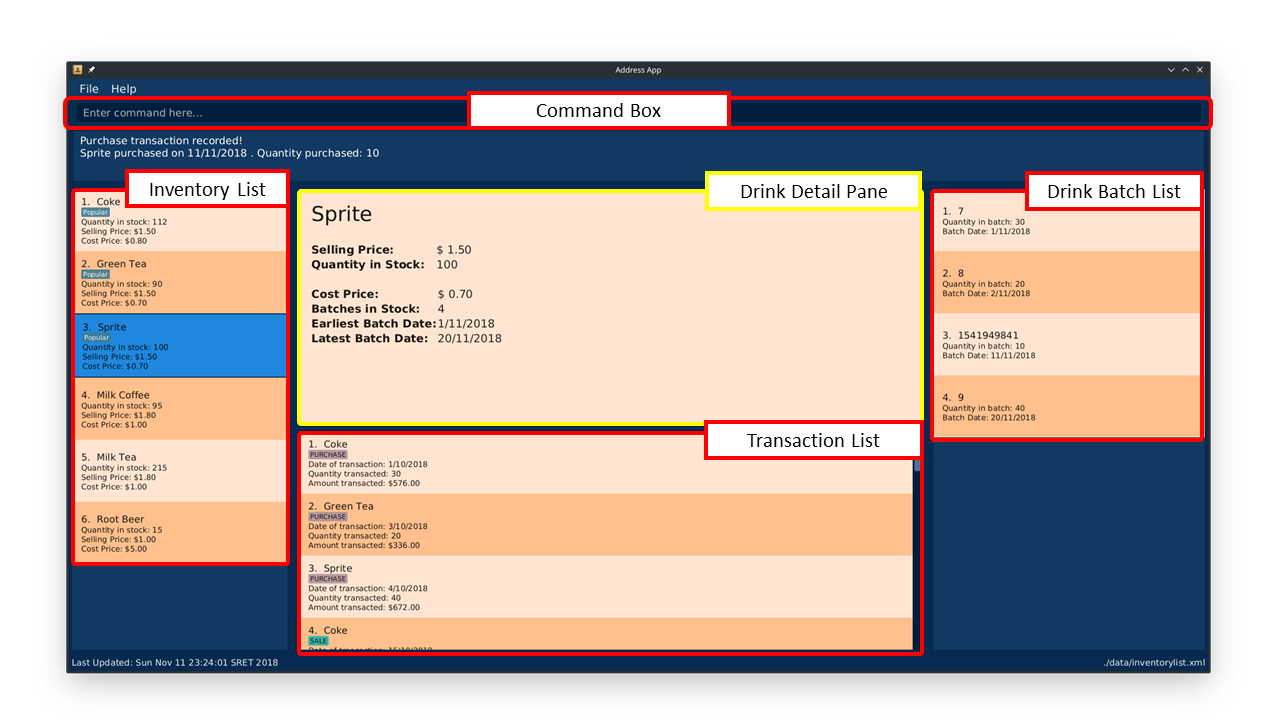 Address App
File Help
Enter command here...
Command Box
Purchase transaction recorded!
Sprite purchased on 11/11/2018 . Quantity purchased: 10
Inventory List
1. Coke
Popular
Quantity in stock: 112
Selling Price: $1.50
Cost Price: $0.80
2. Green Tea
Popular
Quantity in stock: 90
Selling Price: $1.50
Cost Price: $0.70
3. Sprite
Popular
Quantity in stock: 100
Selling Price: $1.50
Cost Price: $0.70
4. Milk Coffee
Quantity in stock: 95
Selling Price: $1.80
Cost Price: $1.00
5. Milk Tea
Quantity in stock: 215
Selling Price: $1.80
Cost Price: $1.00
6. Root Beer
Quantity in stock: 15
Selling Price: $1.00
Cost Price: $5.00
Drink Detail Pane
Sprite
Selling Price: $ 1.50
Quantity in Stock: 100
Cost Price: $ 0.70
Batches in Stock: 4
Earliest Batch Date: 1/11/2018
Latest Batch Date: 20/11/2018
Transaction List
1. Coke
PURCHASE
Date of transaction: 1/10/2018
Quantity transacted: 30
Amount transacted: $576.00
2. Green Tea
PURCHASE
Date of transaction: 3/10/2018
Quantity transacted: 20
Amount transacted: $336.00
3. Sprite
PURCHASE
Date of transaction: 4/10/2018
Quantity transacted: 40
Amount transacted: $672.00
4. Coke
SALE
Date of transaction: 15/10/2018
Drink Batch List
1. 7
Quantity in batch: 30
Batch Date: 1/11/2018
2. 8
Quantity in batch: 20
Batch Date: 2/11/2018
3. 1541949841
Quantity in batch: 10
Batch Date: 11/11/2018
4. 9
Quantity in batch: 40
Batch Date: 20/11/2018
Last Updated: Sun Nov 11 23:24:01 SRET 2018
./data/inventorylist.xml